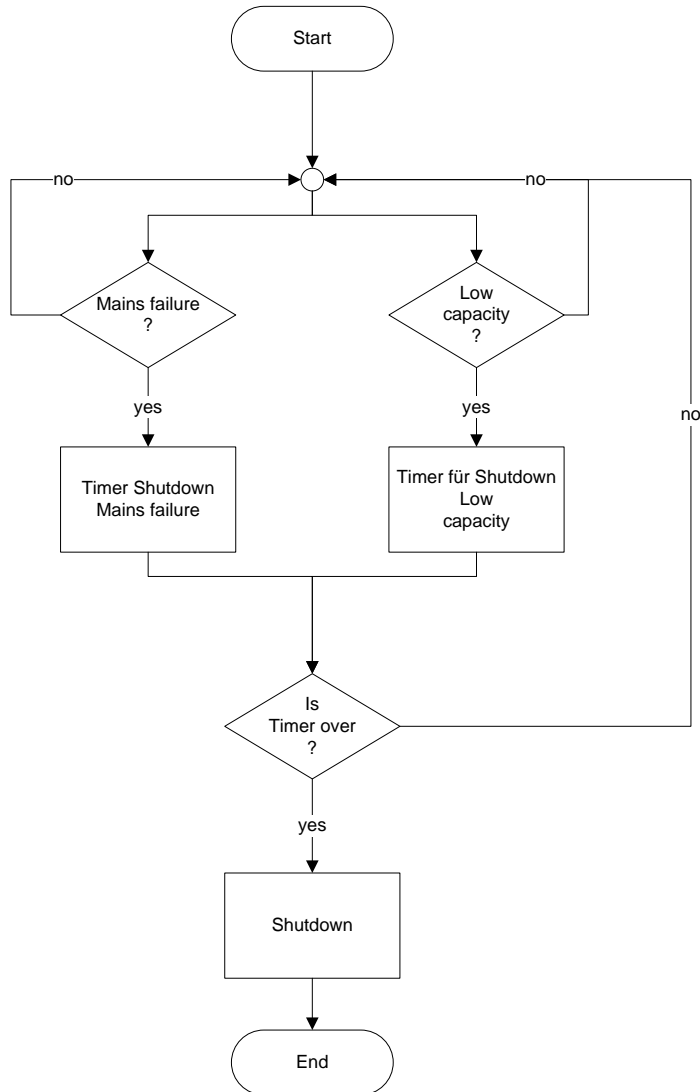 Start
no
no
Mains failure
?
Low
capacity
?
yes
yes
no
Timer Shutdown
Mains failure
Timer für Shutdown
Low
capacity
Is
Timer over
?
yes
Shutdown
End